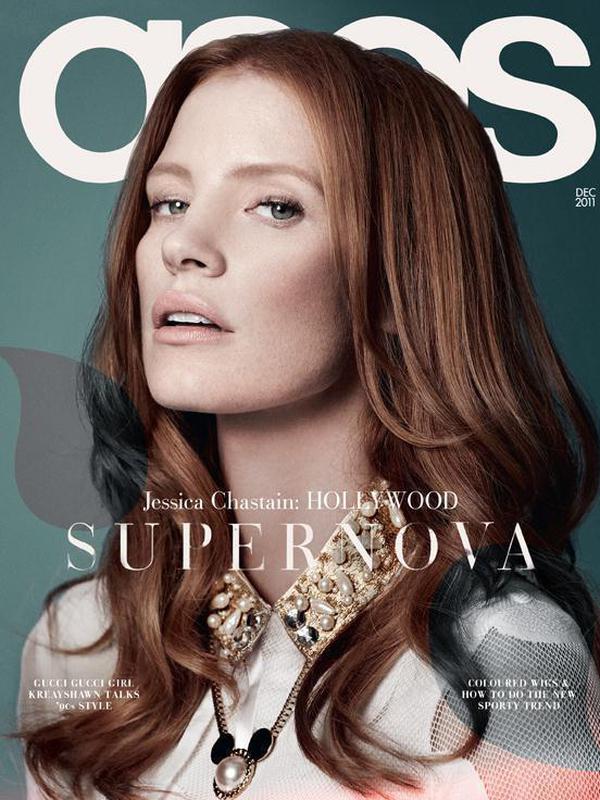 asos
DEC
2011
Jessica Chastain: HOLLYWOOD
SUPERNOVA
GUCCI GUCCI GIRL
KREAYSHAWN TALKS
'90s STYLE
COLOURED WIGS &
HOW TO DO THE NEW
SPORTY TREND